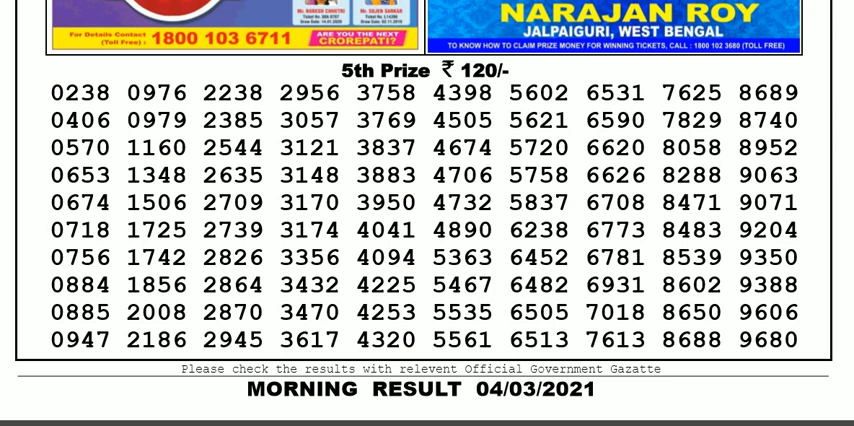 NARAJAN ROY
JALPAIGURI, WEST BENGAL
For Details Contact
(Toll Free) : 1800 103 6711
ARE YOU THE NEXT
CROREPATI?
TO KNOW HOW TO CLAIM PRIZE MONEY FOR WINNING TICKETS, CALL : 1800 102 3680 (TOLL FREE)
5th Prize ₹ 120/-
0238 0976 2238 2956 3758 4398 5602 6531 7625 8689
0406 0979 2385 3057 3769 4505 5621 6590 7829 8740
0570 1160 2544 3121 3837 4674 5720 6620 8058 8952
0653 1348 2635 3148 3883 4706 5758 6626 8288 9063
0674 1506 2709 3170 3950 4732 5837 6708 8471 9071
0718 1725 2739 3174 4041 4890 6238 6773 8483 9204
0756 1742 2826 3356 4094 5363 6452 6781 8539 9350
0884 1856 2864 3432 4225 5467 6482 6931 8602 9388
0885 2008 2870 3470 4253 5535 6505 7018 8650 9606
0947 2186 2945 3617 4320 5561 6513 7613 8688 9680
Please check the results with relevent Official Government Gazatte
MORNING RESULT 04/03/2021